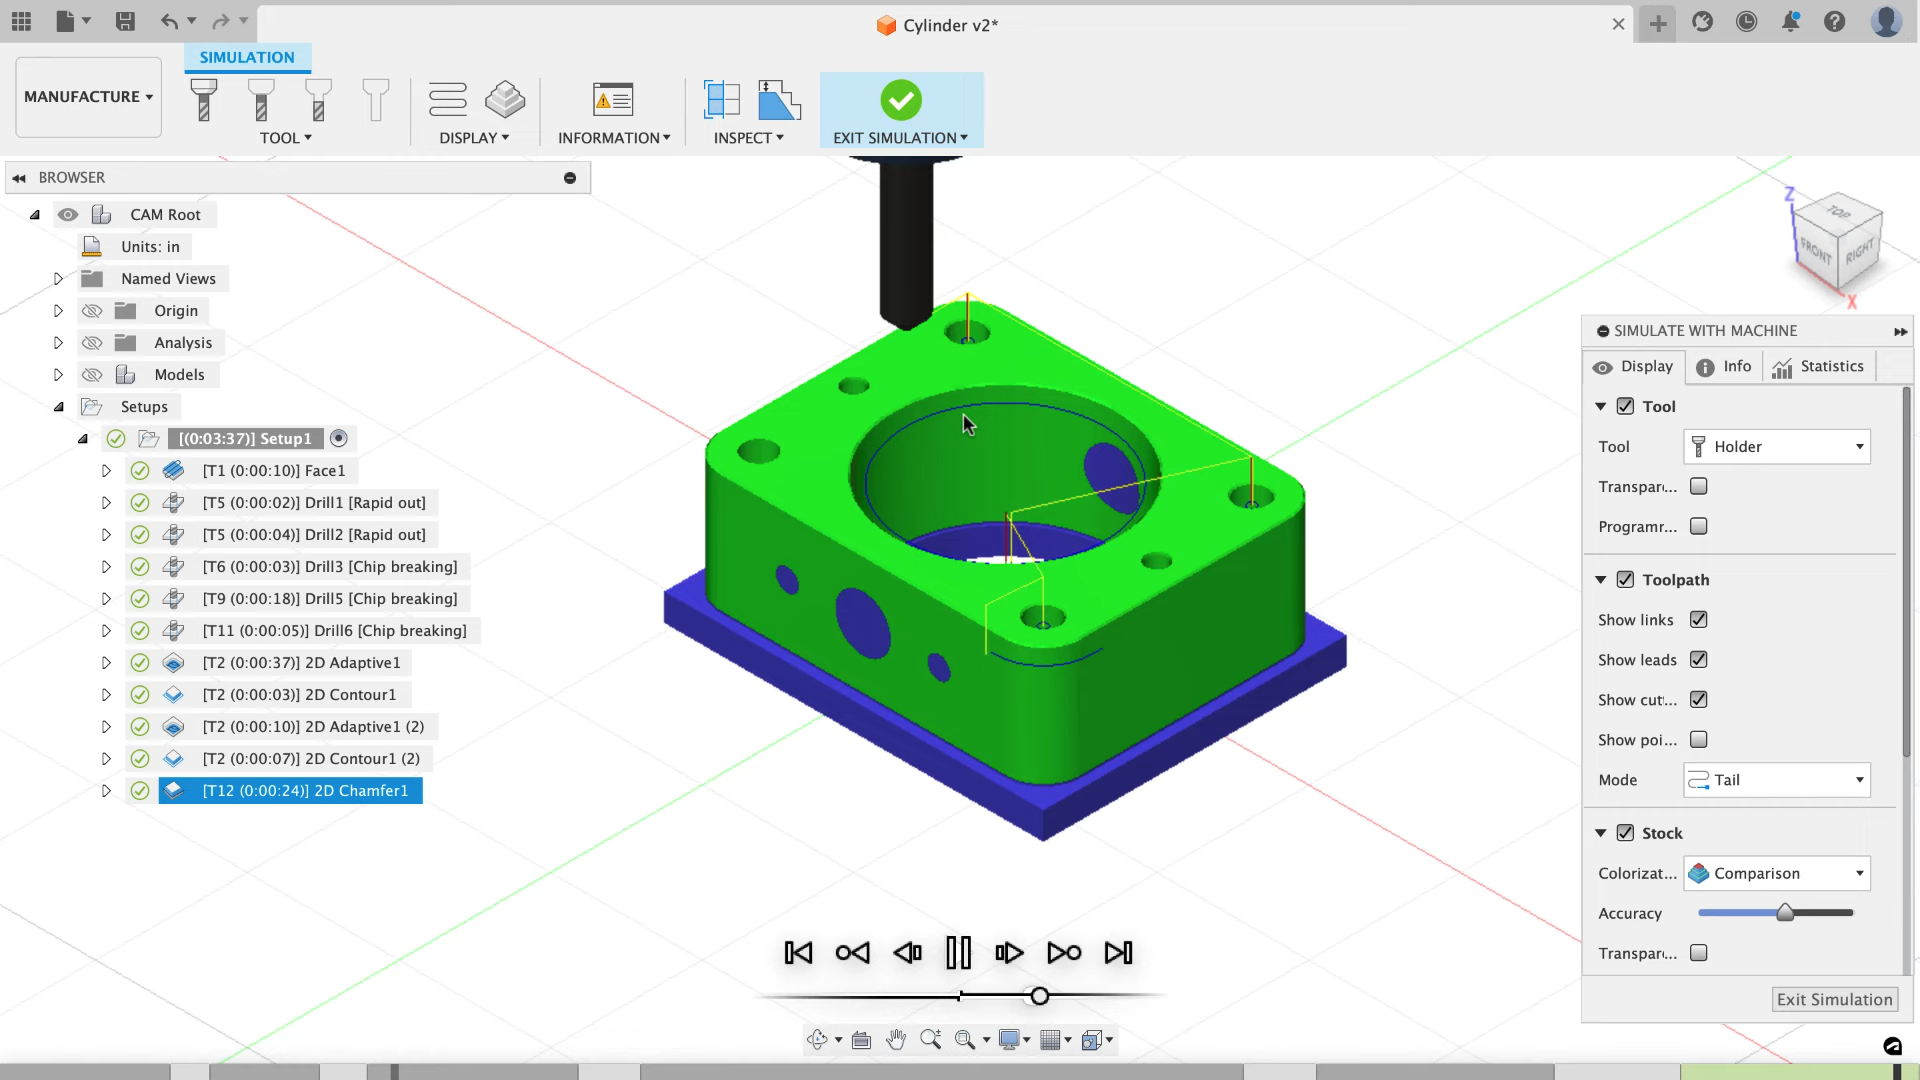 Cylinder v2*
SIMULATION
MANUFACTURE
TOOL
DISPLAY
INFORMATION
INSPECT
EXIT SIMULATION
BROWSER
CAM Root
Units: in
Named Views
Origin
Analysis
Models
Setups
[(0:03:37)] Setup1
[T1 (0:00:10)] Face1
[T5 (0:00:02)] Drill1 [Rapid out]
[T5 (0:00:04)] Drill2 [Rapid out]
[T6 (0:00:03)] Drill3 [Chip breaking]
[T9 (0:00:18)] Drill5 [Chip breaking]
[T11 (0:00:05)] Drill6 [Chip breaking]
[T2 (0:00:37)] 2D Adaptive1
[T2 (0:00:03)] 2D Contour1
[T2 (0:00:10)] 2D Adaptive1 (2)
[T2 (0:00:07)] 2D Contour1 (2)
[T12 (0:00:24)] 2D Chamfer1
Z
TOP
FRONT
RIGHT
X
SIMULATE WITH MACHINE
Display
Info
Statistics
Tool
Tool
Holder
Transpar...
Programr...
Toolpath
Show links
Show leads
Show cut...
Show poi...
Mode
Tail
Stock
Colorizat...
Comparison
Accuracy
Transpar...
Exit Simulation